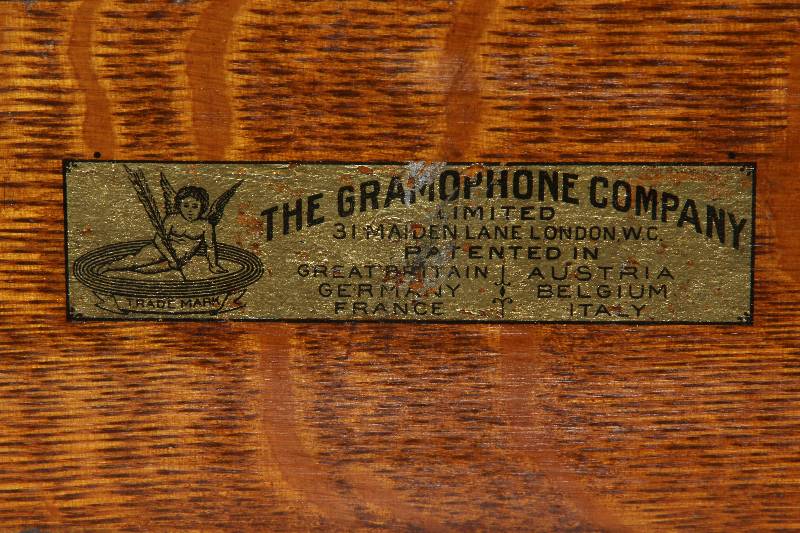 THE GRAMOPHONE COMPANY
LIMITED
31 MAIDEN LANE LONDON, W.C.
PATENTED IN
GREAT BRITAIN AUSTRIA
GERMANY BELGIUM
FRANCE ITALY
TRADE MARK